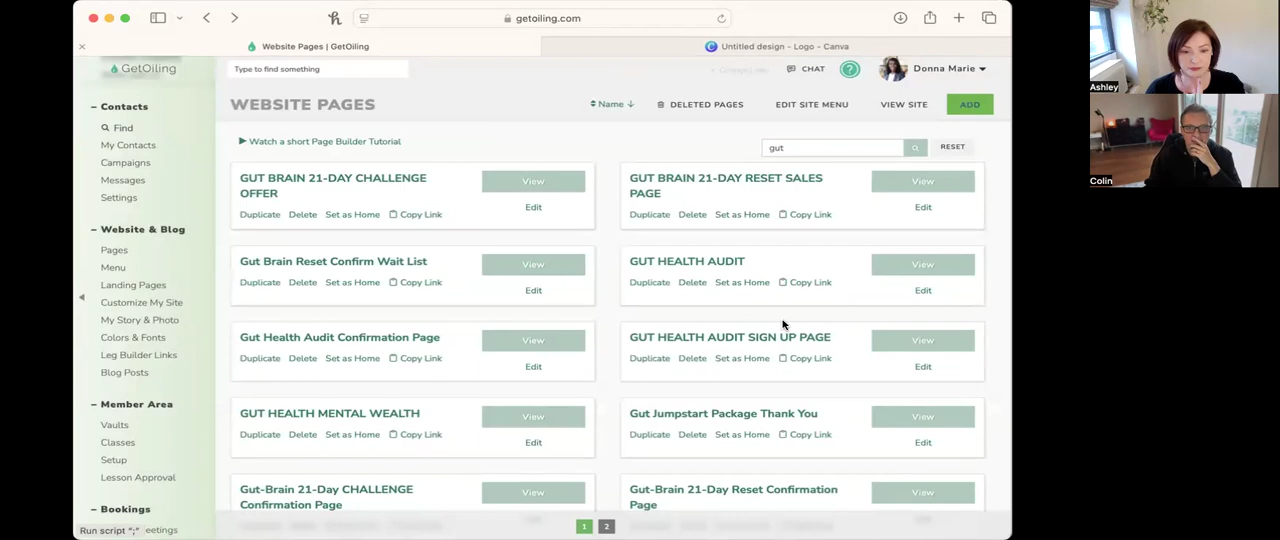 getoiling.com
Website Pages | GetOiling
Untitled design - Logo - Canva
GetOiling
Type to find something
CHAT
?
Donna Marie
WEBSITE PAGES
Name
DELETED PAGES
EDIT SITE MENU
VIEW SITE
ADD
Watch a short Page Builder Tutorial
gut
RESET
– Contacts
Find
My Contacts
Campaigns
Messages
Settings
– Website & Blog
Pages
Menu
Landing Pages
Customize My Site
My Story & Photo
Colors & Fonts
Leg Builder Links
Blog Posts
– Member Area
Vaults
Classes
Setup
Lesson Approval
– Bookings
eetings
Run script ";"
GUT BRAIN 21-DAY CHALLENGE
OFFER
View
Edit
Duplicate Delete Set as Home Copy Link
GUT BRAIN 21-DAY RESET SALES
PAGE
View
Edit
Duplicate Delete Set as Home Copy Link
Gut Brain Reset Confirm Wait List
View
Edit
Duplicate Delete Set as Home Copy Link
GUT HEALTH AUDIT
View
Edit
Duplicate Delete Set as Home Copy Link
Gut Health Audit Confirmation Page
View
Edit
Duplicate Delete Set as Home Copy Link
GUT HEALTH AUDIT SIGN UP PAGE
View
Edit
Duplicate Delete Set as Home Copy Link
GUT HEALTH MENTAL WEALTH
View
Edit
Duplicate Delete Set as Home Copy Link
Gut Jumpstart Package Thank You
View
Edit
Duplicate Delete Set as Home Copy Link
Gut-Brain 21-Day CHALLENGE
Confirmation Page
View
Gut-Brain 21-Day Reset Confirmation
Page
View
1 2
Ashley
Colin